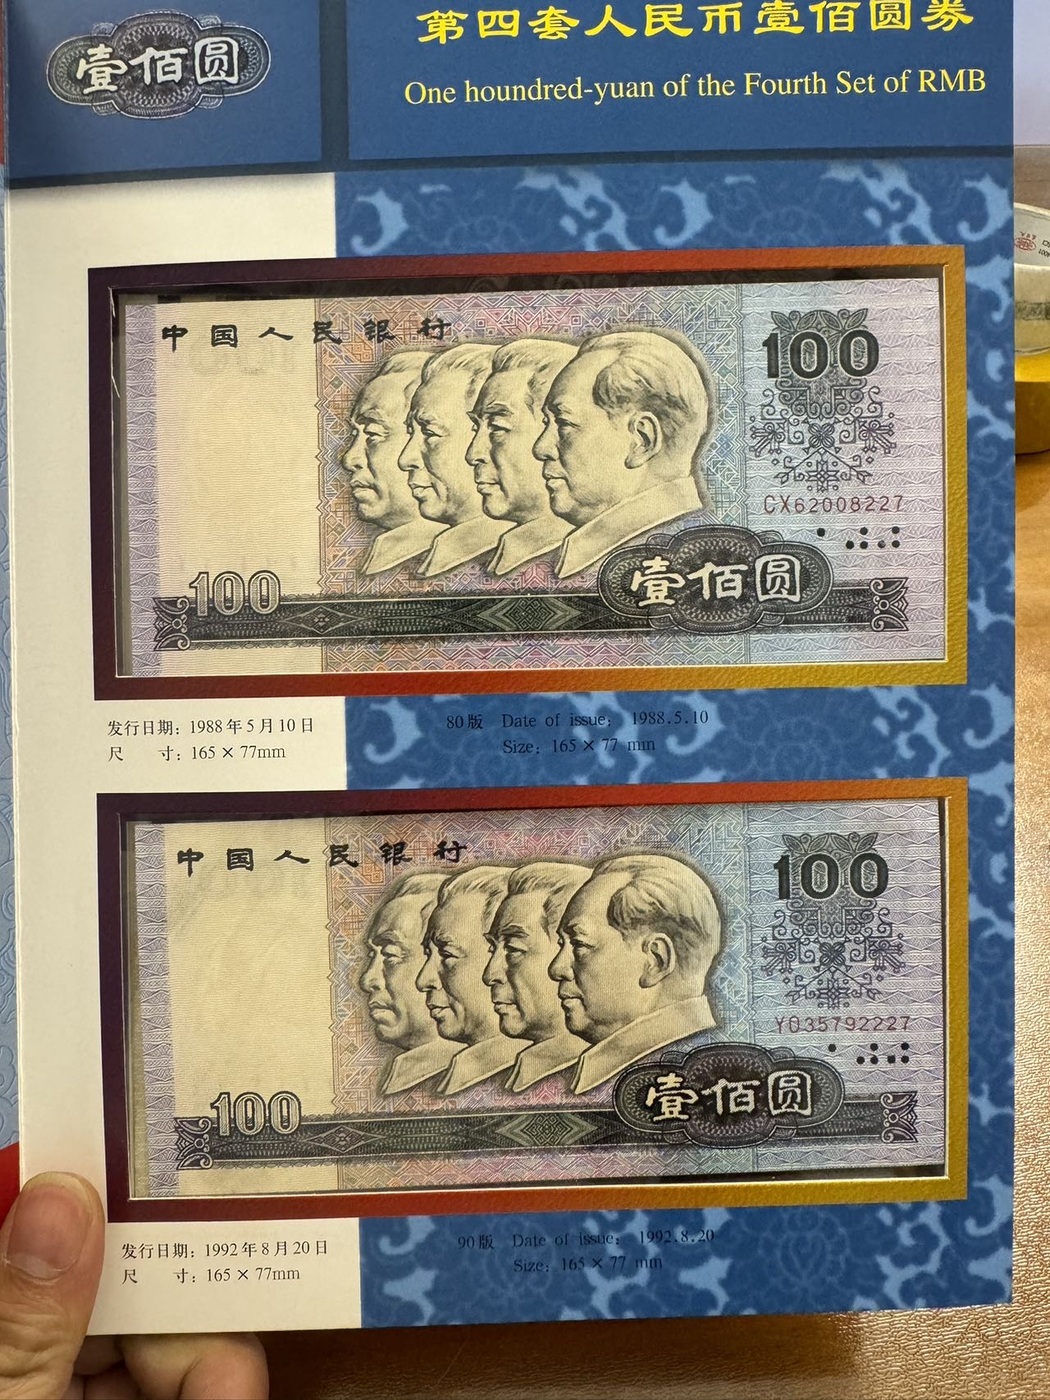 壹佰圆
第四套人民币壹佰圆券
One houndred-yuan of the Fourth Set of RMB
中国人民银行
100
CX62008227
100
壹佰圆
发行日期：1988年5月10日
尺　寸：165×77mm
80版 Date of issue: 1988.5.10
Size: 165×77 mm
中国人民银行
100
YO35792227
100
壹佰圆
发行日期：1992年8月20日
尺　寸：165×77mm
90版 Date of issue: 1992.8.20
Size: 165×77 mm